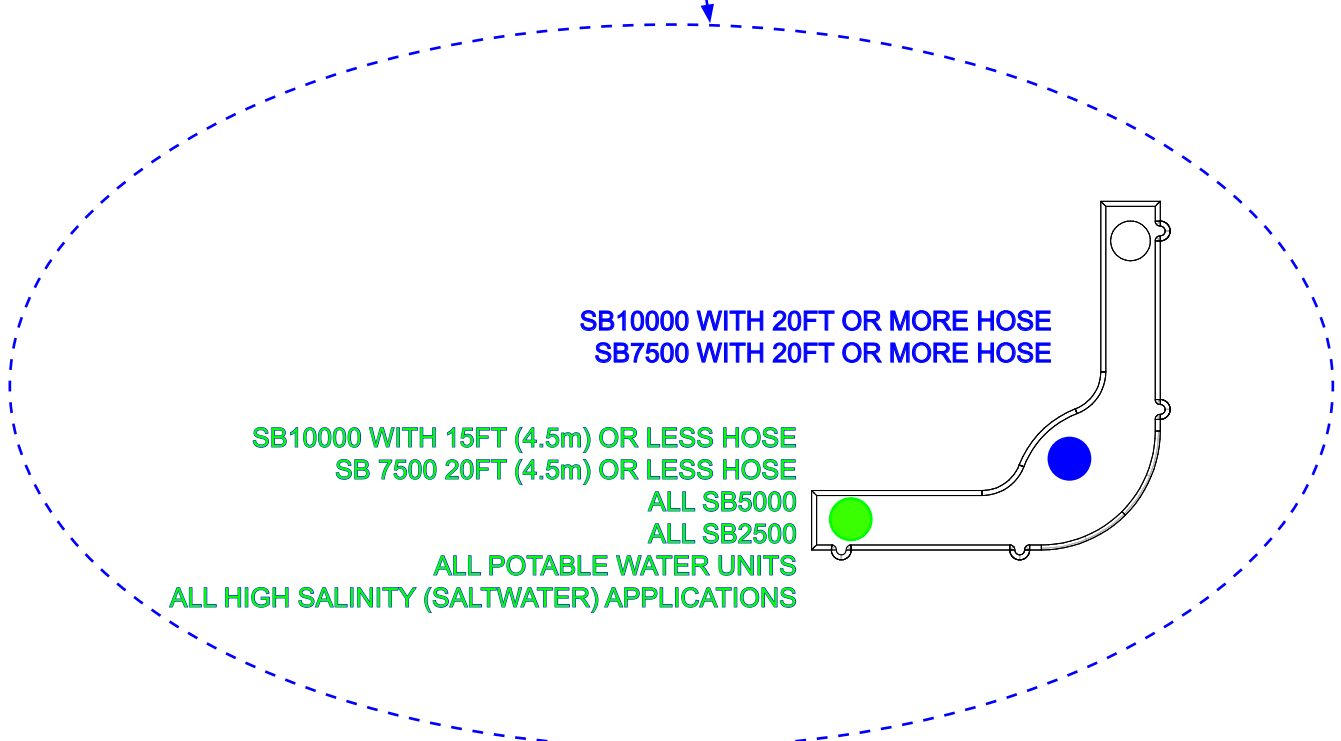 SB10000 WITH 20FT OR MORE HOSE
SB7500 WITH 20FT OR MORE HOSE
SB10000 WITH 15FT (4.5m) OR LESS HOSE
SB 7500 20FT (4.5m) OR LESS HOSE
ALL SB5000
ALL SB2500
ALL POTABLE WATER UNITS
ALL HIGH SALINITY (SALTWATER) APPLICATIONS